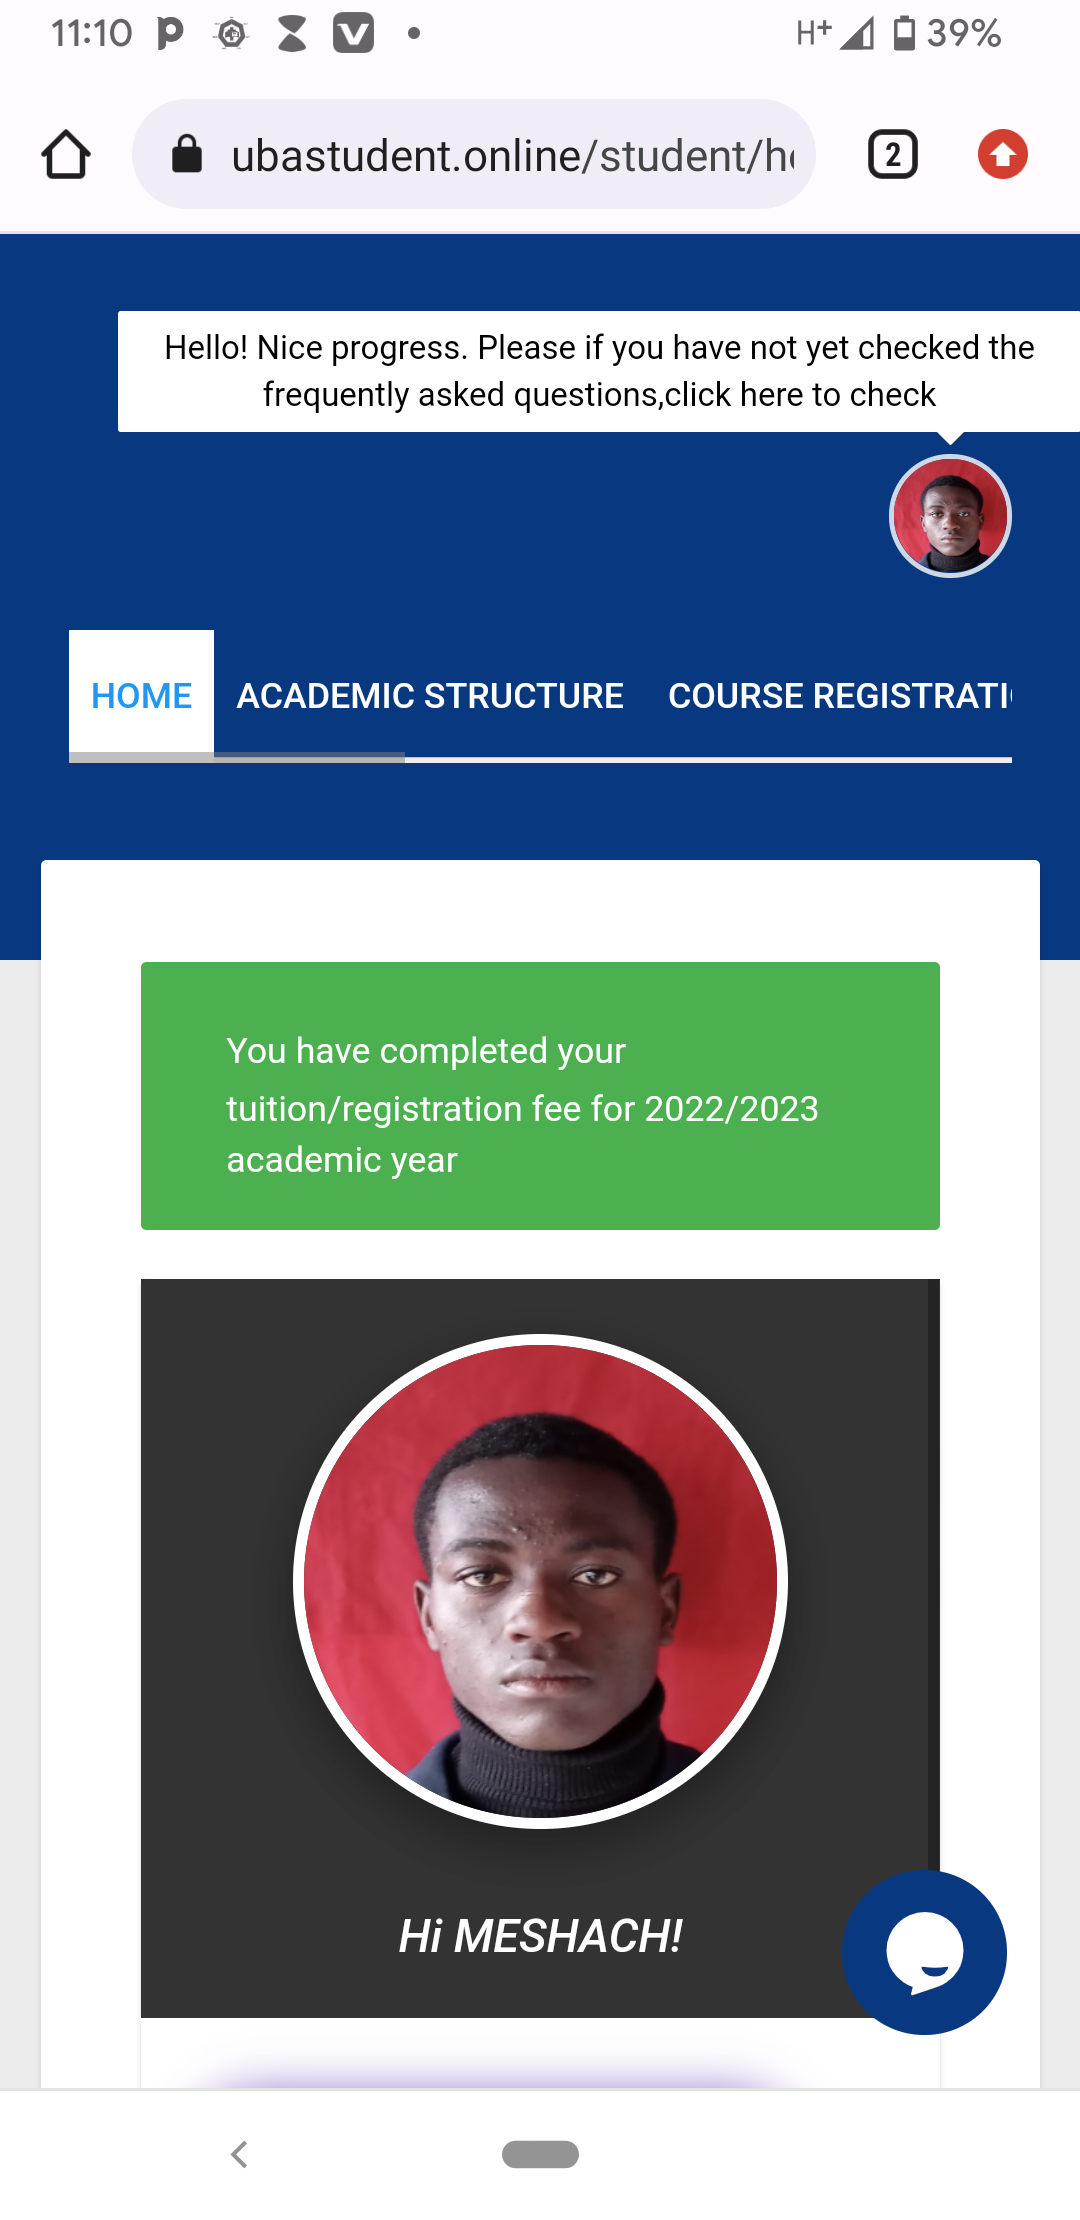 11:10
H+ 39%
ubastudent.online/student/h
2
Hello! Nice progress. Please if you have not yet checked the
frequently asked questions,click here to check
HOME ACADEMIC STRUCTURE COURSE REGISTRATI
You have completed your
tuition/registration fee for 2022/2023
academic year
Hi MESHACH!